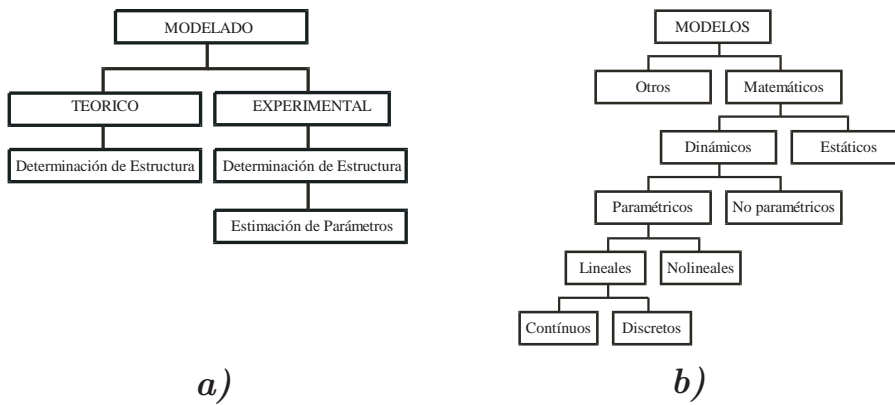 MODELADO
TEORICO
EXPERIMENTAL
Determinación de Estructura
Determinación de Estructura
Estimación de Parámetros
a)
MODELOS
Otros
Matemáticos
Dinámicos
Estáticos
Paramétricos
No paramétricos
Lineales
Nolineales
Contínuos
Discretos
b)